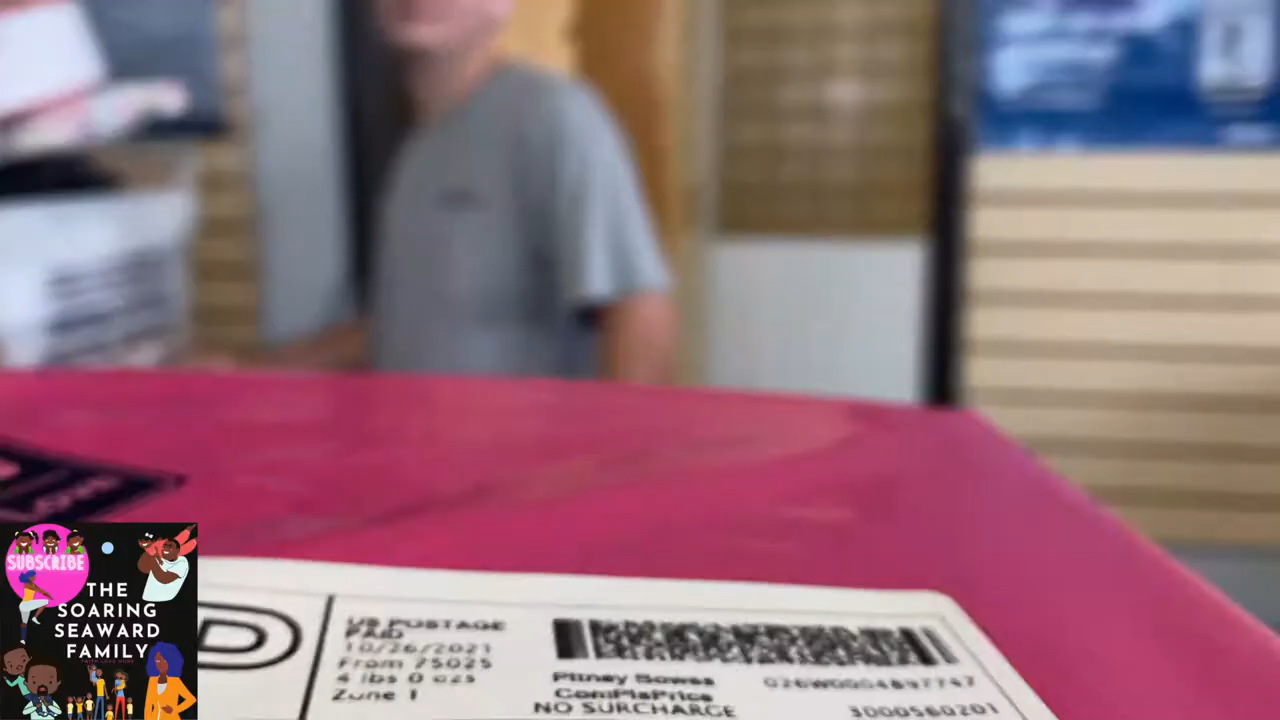 SUBSCRIBE
THE
SOARING
SEAWARD
FAMILY
P
US POSTAGE
PAID
10/26/2021
From 75025
4 lbs 0 ozs
Zone 1
Pitney Bowes
ComPlsPrice
NO SURCHARGE
026W0004897747
3000560201